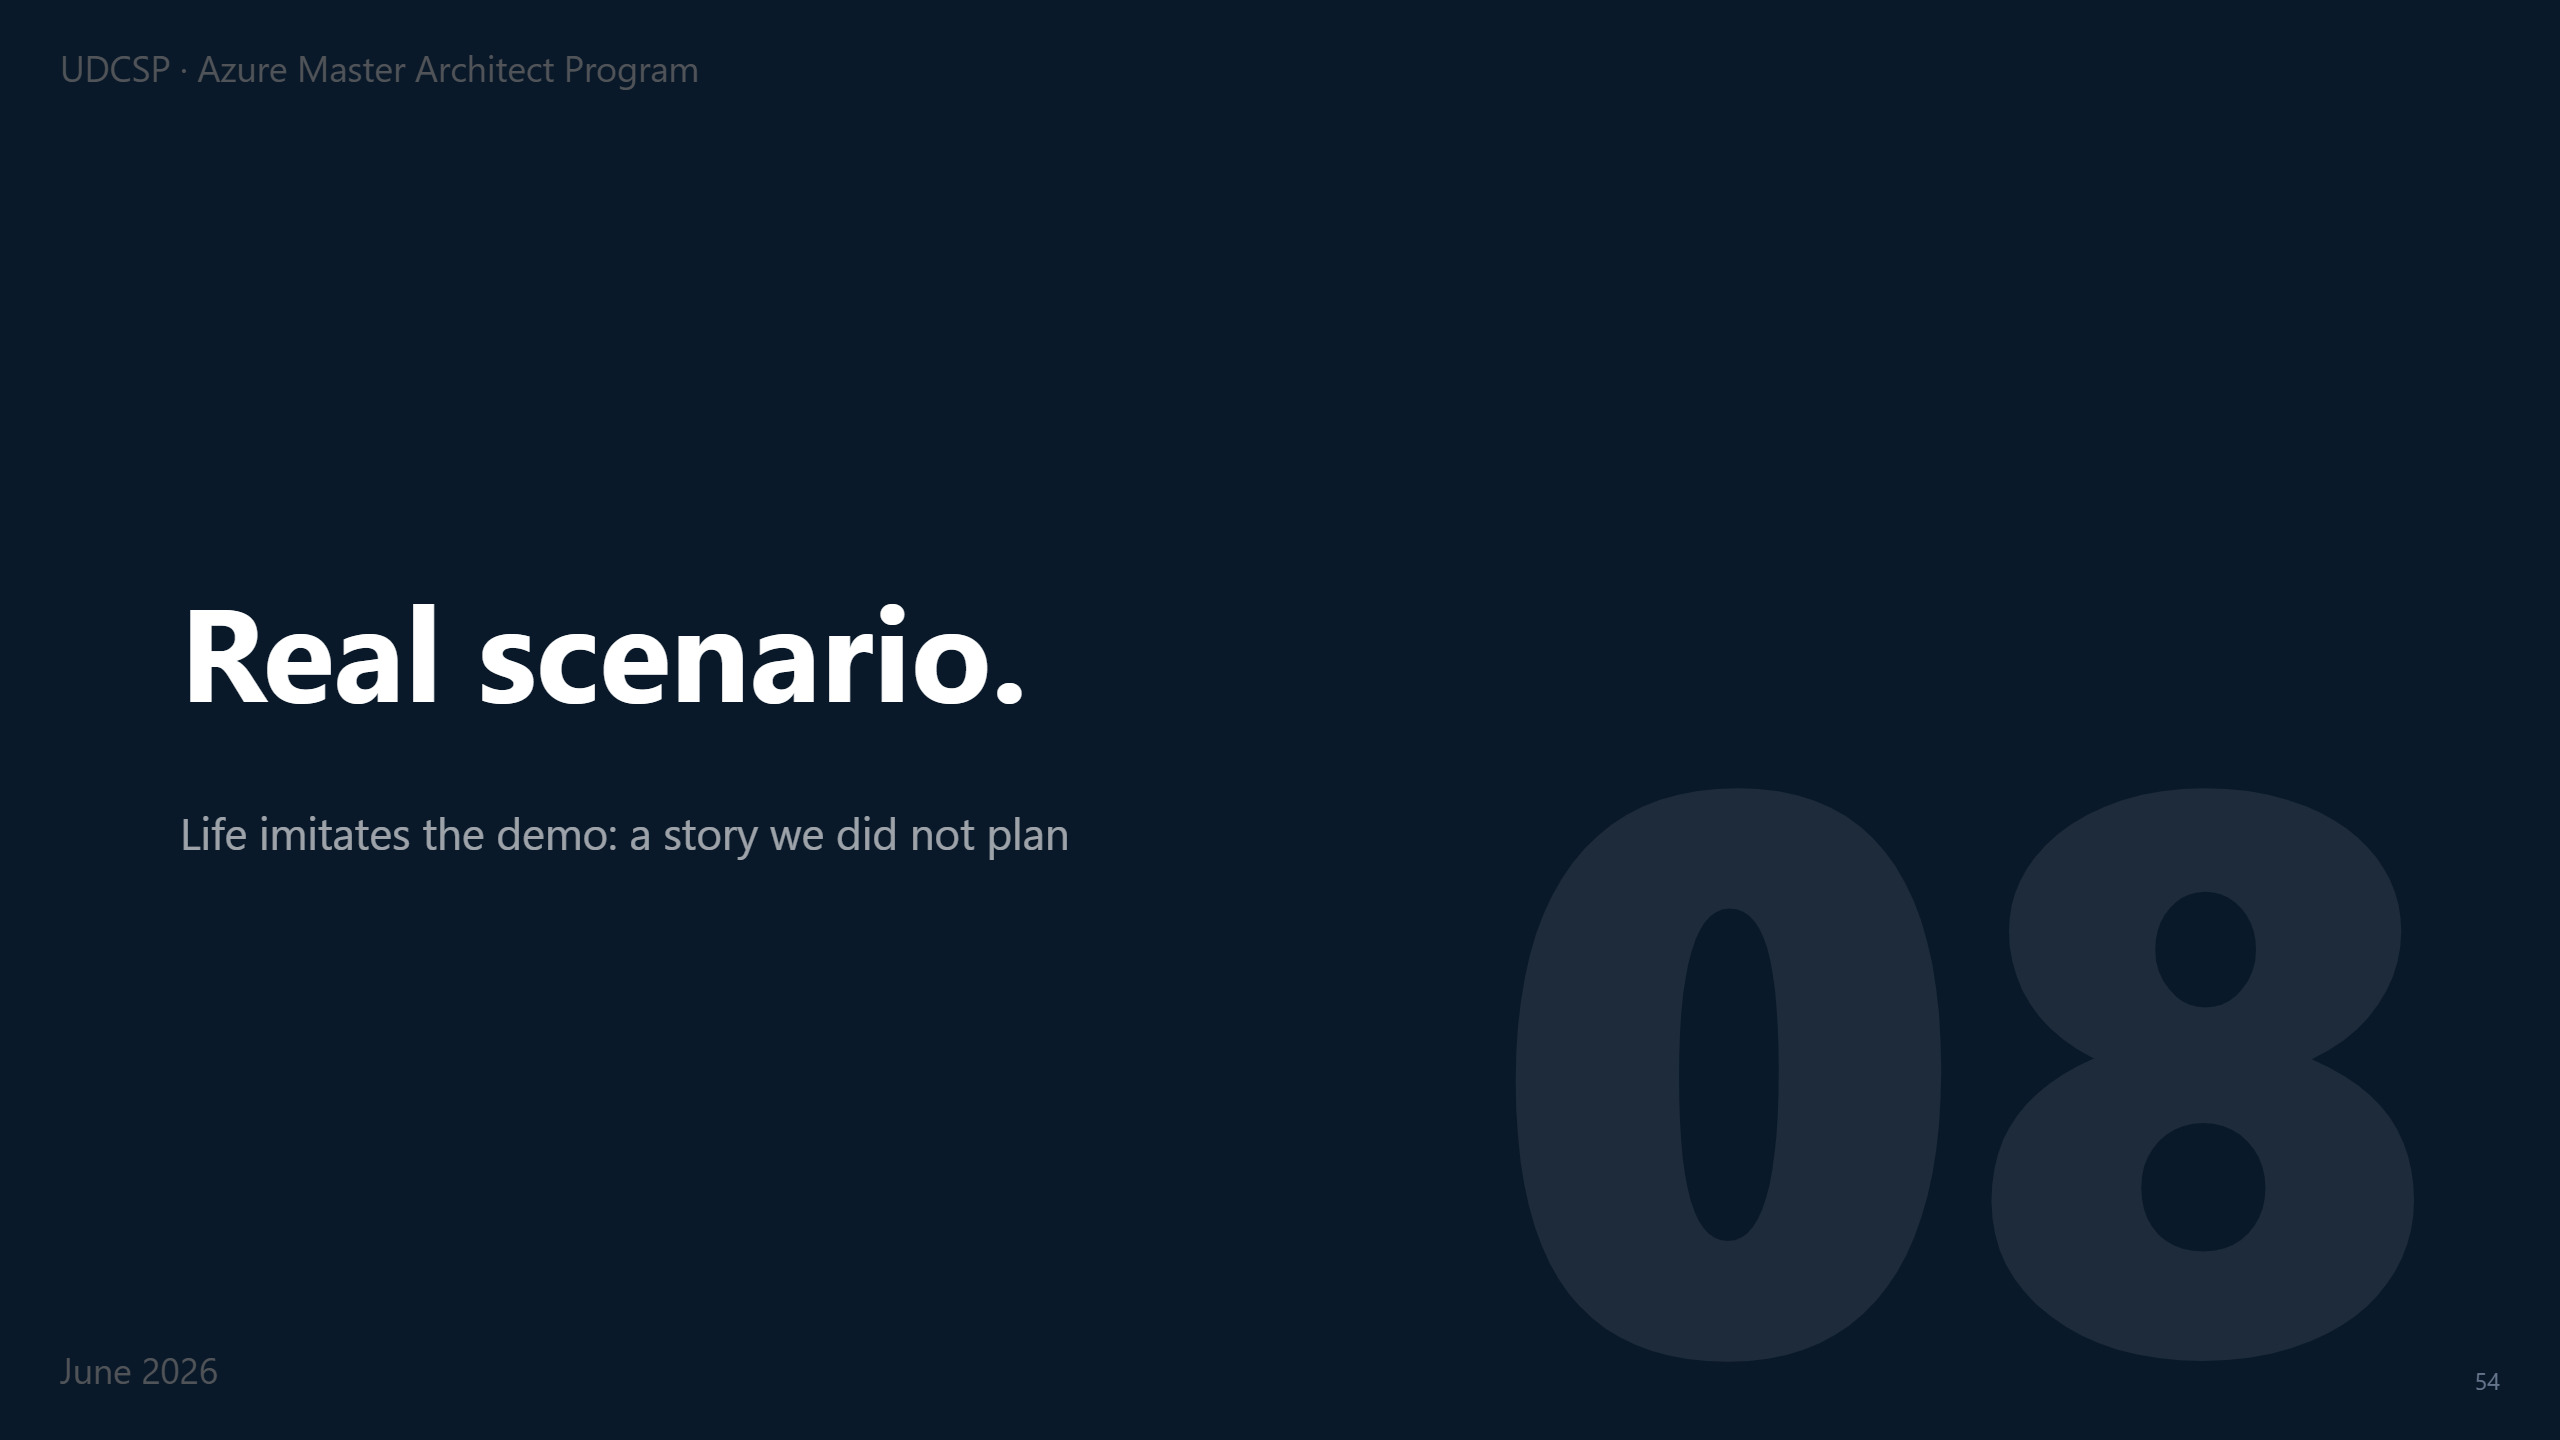 UDCSP · Azure Master Architect Program
Real scenario.
Life imitates the demo: a story we did not plan
08
June 2026
54